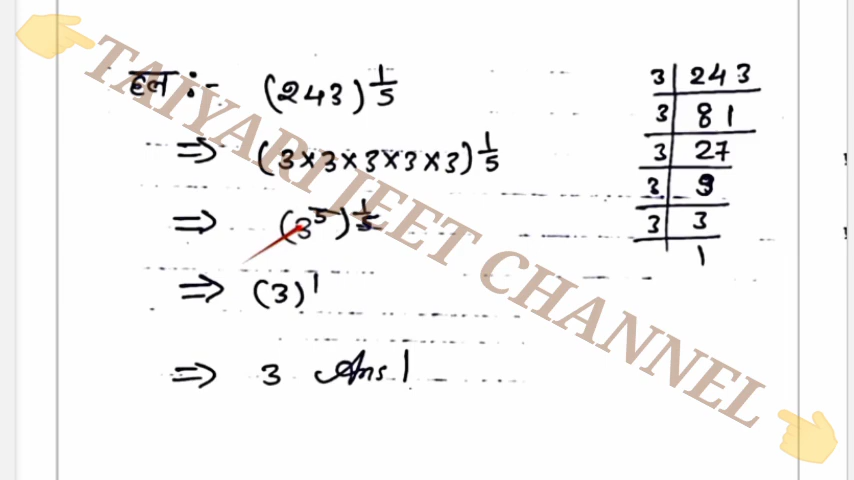 हल :- (243)^{1/5}
⇒ (3×3×3×3×3)^{1/5}
⇒ (3^5)^{1/5}
⇒ (3)^1
⇒ 3 Ans|
3 | 243
3 | 81
3 | 27
3 | 9
3 | 3
1
TAIYARI JEET CHANNEL